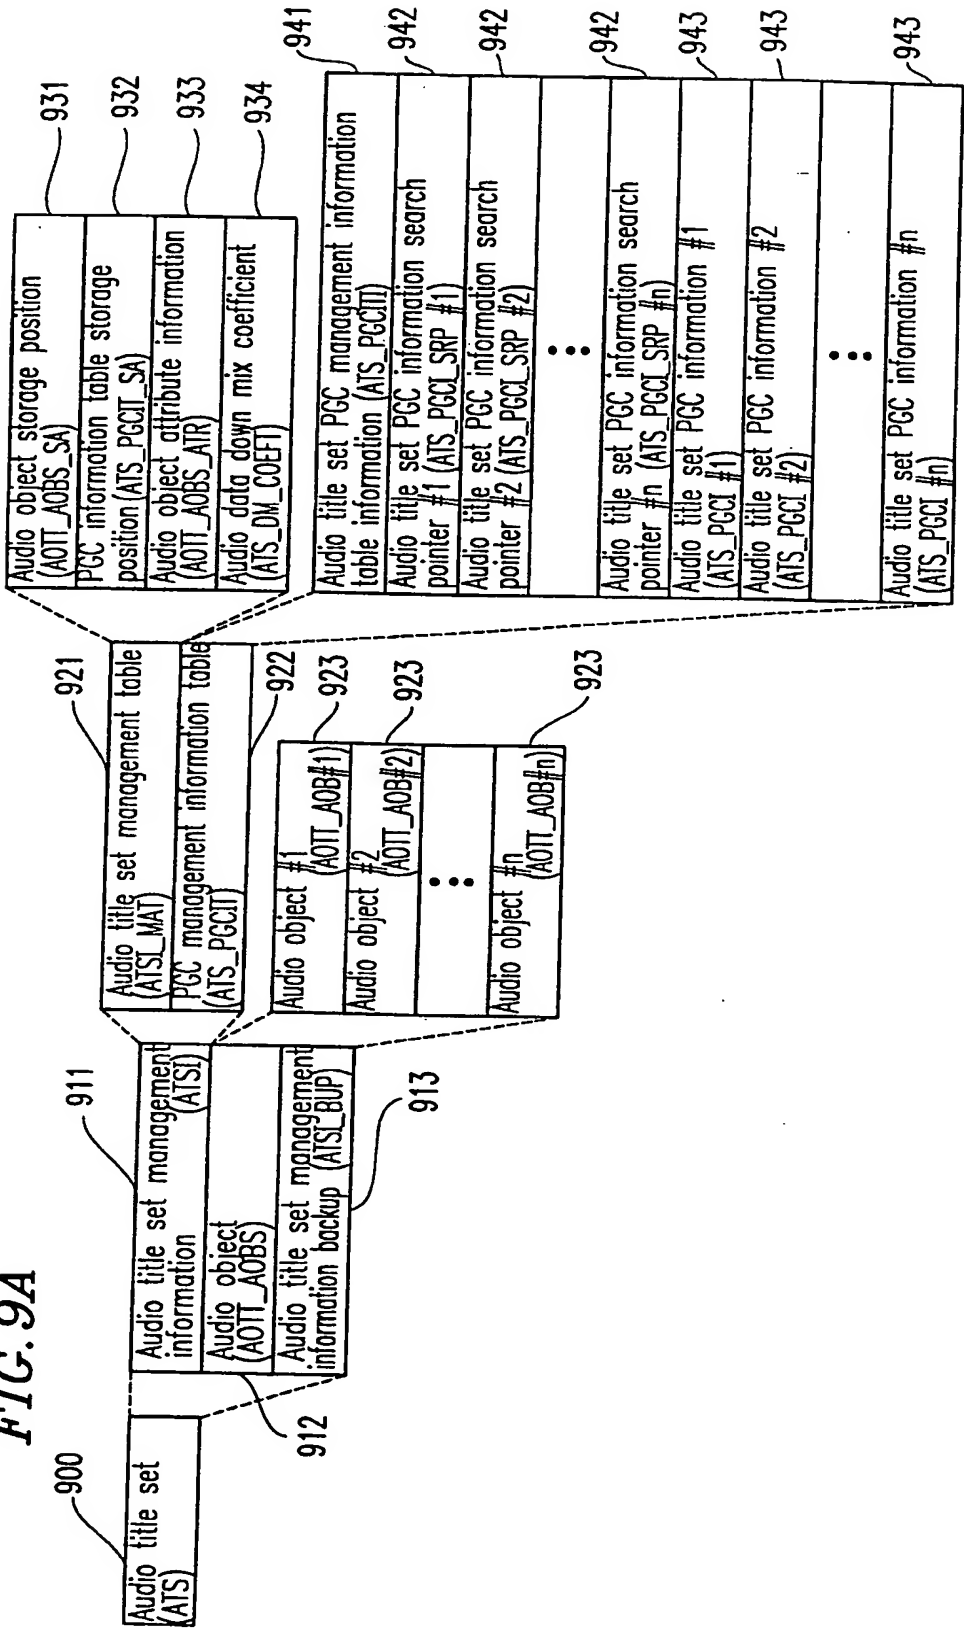 FIG. 9A
900
Audio title set
(ATS)
911
Audio title set management
information (ATSI)
Audio object
(AOTT_AOBS)
Audio title set management
information backup (ATSI_BUP)
912
913
921
Audio title set management table
(ATSI_MAT)
PGC management information table
(ATS_PGCIT)
922
Audio object #1
(AOTT_AOB#1)
923
Audio object #2
(AOTT_AOB#2)
923
Audio object #n
(AOTT_AOB#n)
923
Audio object storage position
(AOTT_AOBS_SA)
931
PGC information table storage
position (ATS_PGCIT_SA)
932
Audio object attribute information
(AOTT_AOBS_ATR)
933
Audio data down mix coefficient
(ATS_DM_COEFT)
934
Audio title set PGC management information
table information (ATS_PGCITI)
941
Audio title set PGC information search
pointer #1 (ATS_PGCI_SRP #1)
942
Audio title set PGC information search
pointer #2 (ATS_PGCI_SRP #2)
942
Audio title set PGC information search
pointer #n (ATS_PGCI_SRP #n)
942
Audio title set PGC information #1
(ATS_PGCI #1)
943
Audio title set PGC information #2
(ATS_PGCI #2)
943
Audio title set PGC information #n
(ATS_PGCI #n)
943